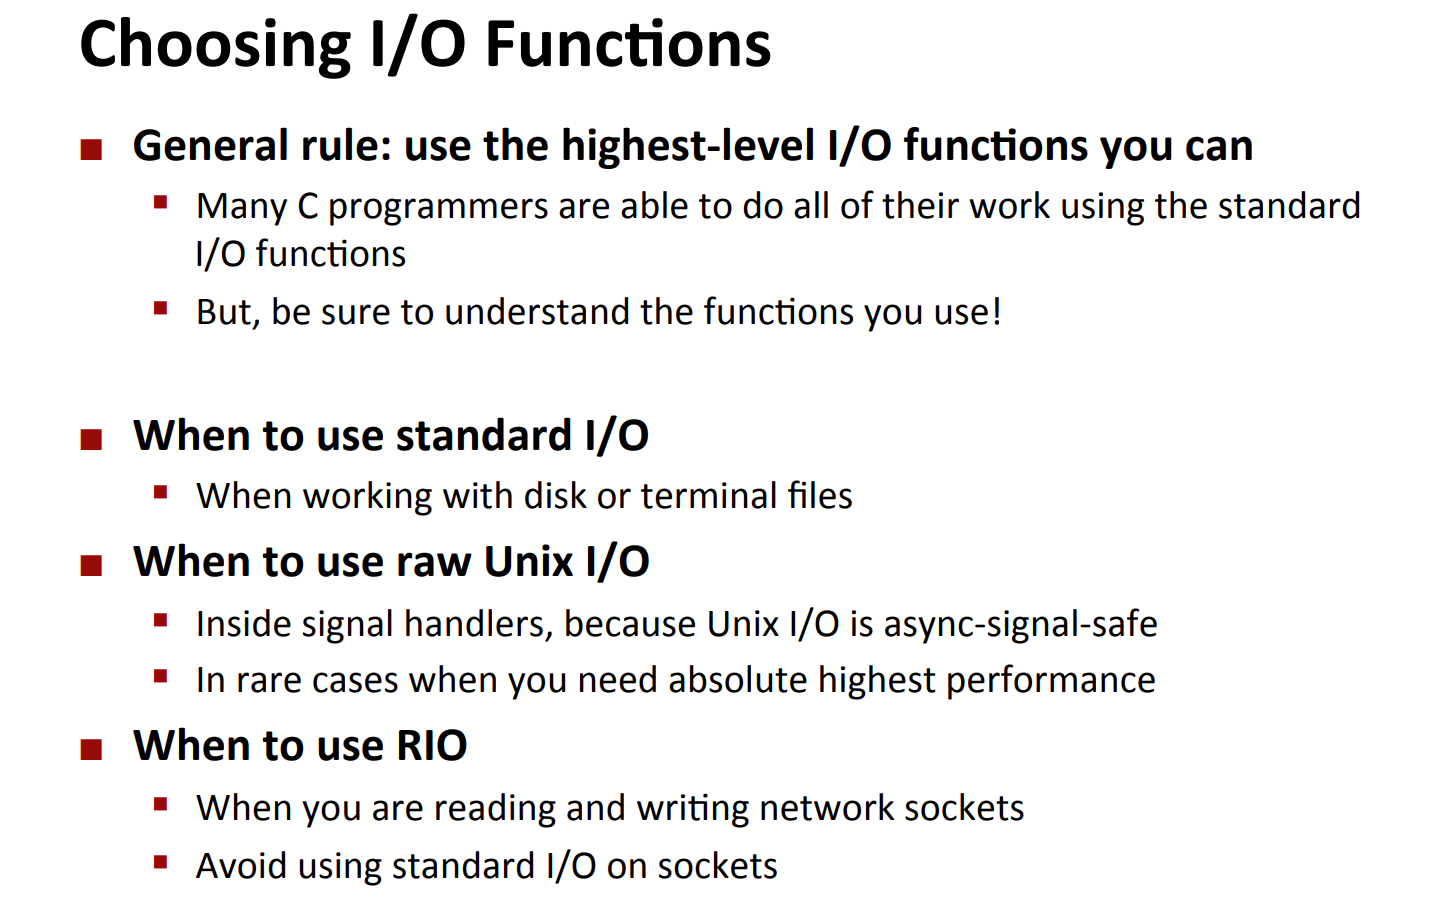 Choosing I/O Functions
General rule: use the highest-level I/O functions you can
Many C programmers are able to do all of their work using the standard
I/O functions
But, be sure to understand the functions you use!
When to use standard I/O
When working with disk or terminal files
When to use raw Unix I/O
Inside signal handlers, because Unix I/O is async-signal-safe
In rare cases when you need absolute highest performance
When to use RIO
When you are reading and writing network sockets
Avoid using standard I/O on sockets